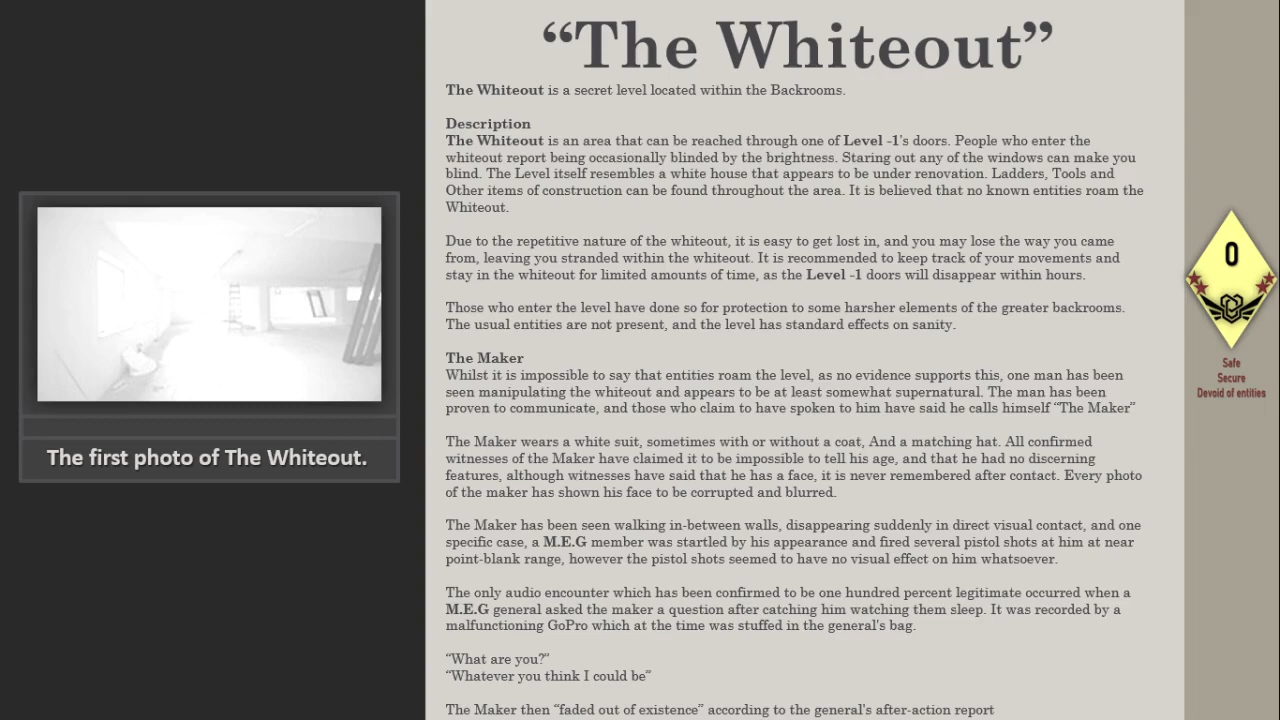 “The Whiteout”
The Whiteout is a secret level located within the Backrooms.
Description
The Whiteout is an area that can be reached through one of Level -1's doors. People who enter the
whiteout report being occasionally blinded by the brightness. Staring out any of the windows can make you
blind. The Level itself resembles a white house that appears to be under renovation. Ladders, Tools and
Other items of construction can be found throughout the area. It is believed that no known entities roam the
Whiteout.
Due to the repetitive nature of the whiteout, it is easy to get lost in, and you may lose the way you came
from, leaving you stranded within the whiteout. It is recommended to keep track of your movements and
stay in the whiteout for limited amounts of time, as the Level -1 doors will disappear within hours.
Those who enter the level have done so for protection to some harsher elements of the greater backrooms.
The usual entities are not present, and the level has standard effects on sanity.
The Maker
Whilst it is impossible to say that entities roam the level, as no evidence supports this, one man has been
seen manipulating the whiteout and appears to be at least somewhat supernatural. The man has been
proven to communicate, and those who claim to have spoken to him have said he calls himself “The Maker”
The Maker wears a white suit, sometimes with or without a coat, And a matching hat. All confirmed
witnesses of the Maker have claimed it to be impossible to tell his age, and that he had no discerning
features, although witnesses have said that he has a face, it is never remembered after contact. Every photo
of the maker has shown his face to be corrupted and blurred.
The Maker has been seen walking in-between walls, disappearing suddenly in direct visual contact, and one
specific case, a M.E.G member was startled by his appearance and fired several pistol shots at him at near
point-blank range, however the pistol shots seemed to have no visual effect on him whatsoever.
The only audio encounter which has been confirmed to be one hundred percent legitimate occurred when a
M.E.G general asked the maker a question after catching him watching them sleep. It was recorded by a
malfunctioning GoPro which at the time was stuffed in the general's bag.
“What are you?”
“Whatever you think I could be”
The Maker then “faded out of existence” according to the general's after-action report
The first photo of The Whiteout.
0
Safe
Secure
Devoid of entities